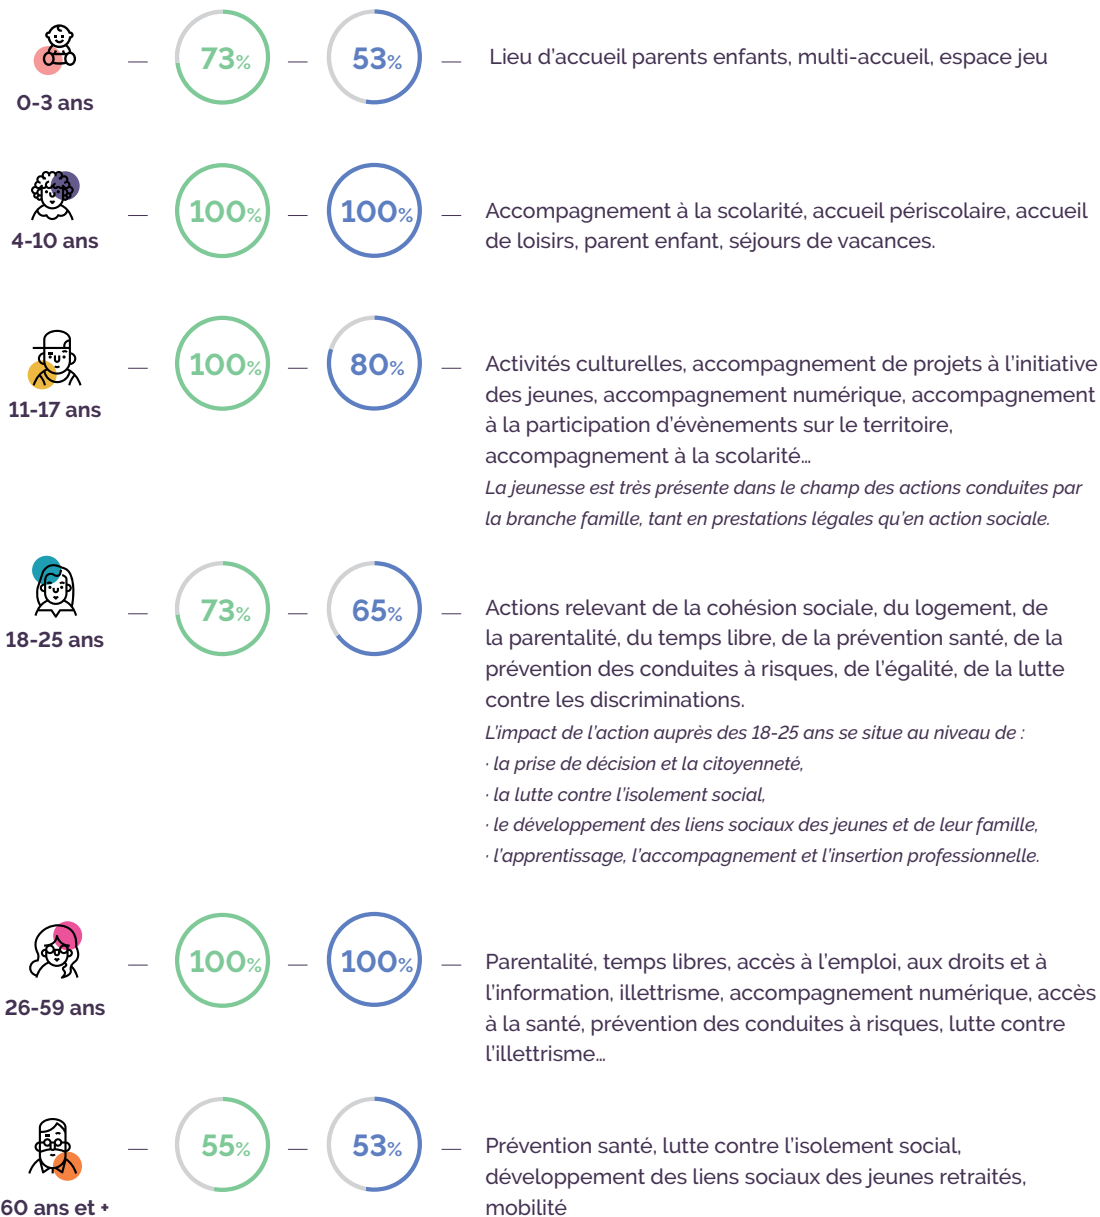 73%
53%
Lieu d’accueil parents enfants, multi-accueil, espace jeu
0-3 ans
100%
100%
Accompagnement à la scolarité, accueil périscolaire, accueil
de loisirs, parent enfant, séjours de vacances.
4-10 ans
100%
80%
Activités culturelles, accompagnement de projets à l’initiative
des jeunes, accompagnement numérique, accompagnement
à la participation d’évènements sur le territoire,
accompagnement à la scolarité…
La jeunesse est très présente dans le champ des actions conduites par
la branche famille, tant en prestations légales qu’en action sociale.
11-17 ans
73%
65%
Actions relevant de la cohésion sociale, du logement, de
la parentalité, du temps libre, de la prévention santé, de la
prévention des conduites à risques, de l’égalité, de la lutte
contre les discriminations.
L’impact de l’action auprès des 18-25 ans se situe au niveau de :
· la prise de décision et la citoyenneté,
· la lutte contre l’isolement social,
· le développement des liens sociaux des jeunes et de leur famille,
· l’apprentissage, l’accompagnement et l’insertion professionnelle.
18-25 ans
100%
100%
Parentalité, temps libres, accès à l’emploi, aux droits et à
l’information, illettrisme, accompagnement numérique, accès
à la santé, prévention des conduites à risques, lutte contre
l’illettrisme…
26-59 ans
55%
53%
Prévention santé, lutte contre l’isolement social,
développement des liens sociaux des jeunes retraités,
mobilité
60 ans et +